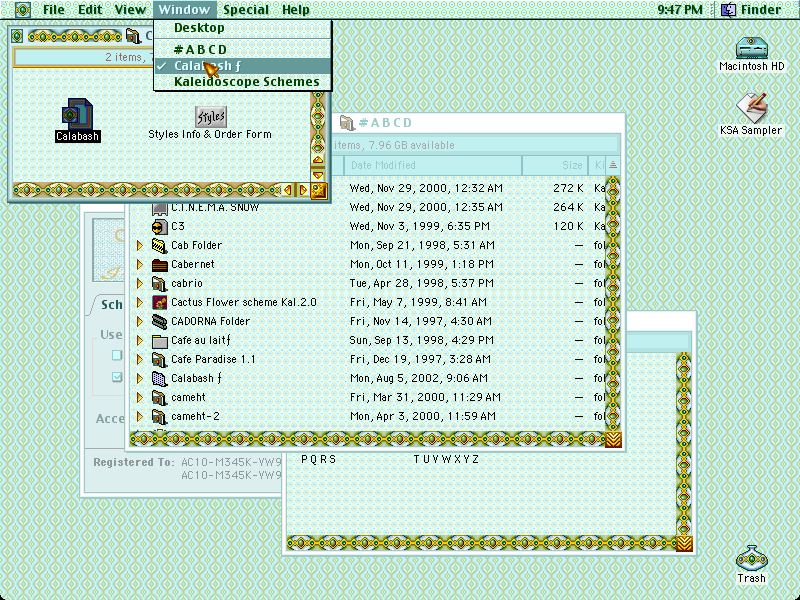 File Edit View Window Special Help 9:47 PM Finder
Desktop
#ABCD
✓ Calabash ƒ
Kaleidoscope Schemes
C
2 items, 7
Calabash
Styles
Styles Info & Order Form
Macintosh HD
KSA Sampler
Trash
#ABCD
items, 7.96 GB available
Date Modified Size Ki
Wed, Nov 29, 2000, 12:32 AM 272 K Ka
C.I.N.E.M.A. SNOW Wed, Nov 29, 2000, 12:35 AM 264 K Ka
C3 Wed, Nov 3, 1999, 6:35 PM 120 K Ka
Cab Folder Mon, Sep 21, 1998, 5:31 AM — fol
Cabernet Mon, Oct 11, 1999, 1:18 PM — fol
cabrio Tue, Apr 28, 1998, 5:37 PM — fol
Cactus Flower scheme Kal.2.0 Fri, May 7, 1999, 8:41 AM — fol
CADORNA Folder Fri, Nov 14, 1997, 4:30 AM — fol
Cafe au laitƒ Sun, Sep 13, 1998, 4:29 PM — fol
Cafe Paradise 1.1 Fri, Dec 19, 1997, 3:28 AM — fol
Calabash ƒ Mon, Aug 5, 2002, 9:06 AM — fol
cameht Fri, Mar 31, 2000, 11:29 AM — fol
cameht-2 Mon, Apr 3, 2000, 11:59 AM — fol
Sch
Use
Acce
Registered To: AC10-M345K-YW9
AC10-M345K-YW9
PQRS TUVWXYZ